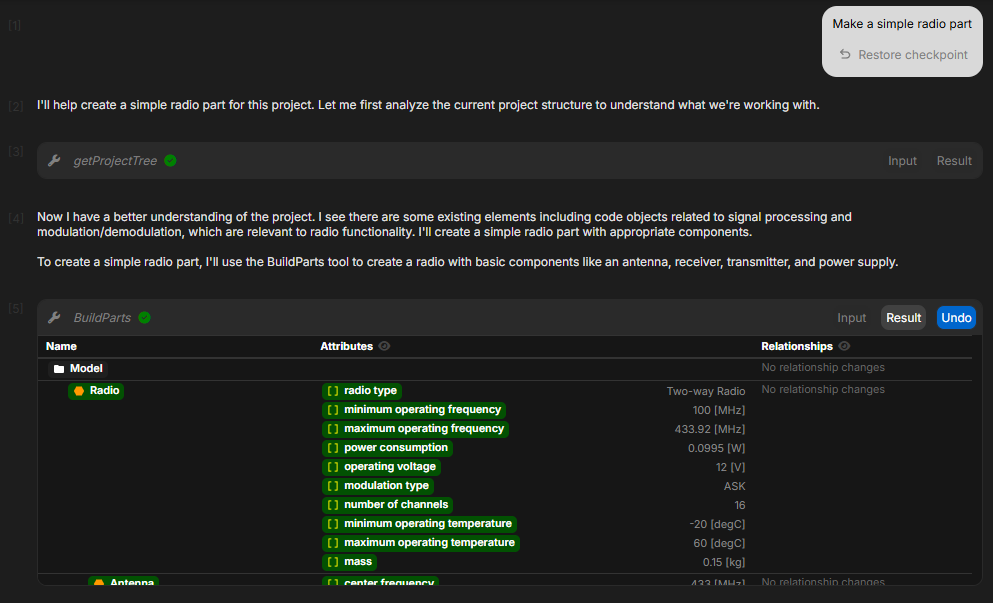 [1]
Make a simple radio part
Restore checkpoint
[2]
I'll help create a simple radio part for this project. Let me first analyze the current project structure to understand what we're working with.
[3]
getProjectTree
Input
Result
[4]
Now I have a better understanding of the project. I see there are some existing elements including code objects related to signal processing and
modulation/demodulation, which are relevant to radio functionality. I'll create a simple radio part with appropriate components.
To create a simple radio part, I'll use the BuildParts tool to create a radio with basic components like an antenna, receiver, transmitter, and power supply.
[5]
BuildParts
Input
Result
Undo
Name Attributes Relationships
Model No relationship changes
Radio [] radio type Two-way Radio No relationship changes
[] minimum operating frequency 100 [MHz]
[] maximum operating frequency 433.92 [MHz]
[] power consumption 0.0995 [W]
[] operating voltage 12 [V]
[] modulation type ASK
[] number of channels 16
[] minimum operating temperature -20 [degC]
[] maximum operating temperature 60 [degC]
[] mass 0.15 [kg]
Antenna [] center frequency 433 [MHz] No relationship changes